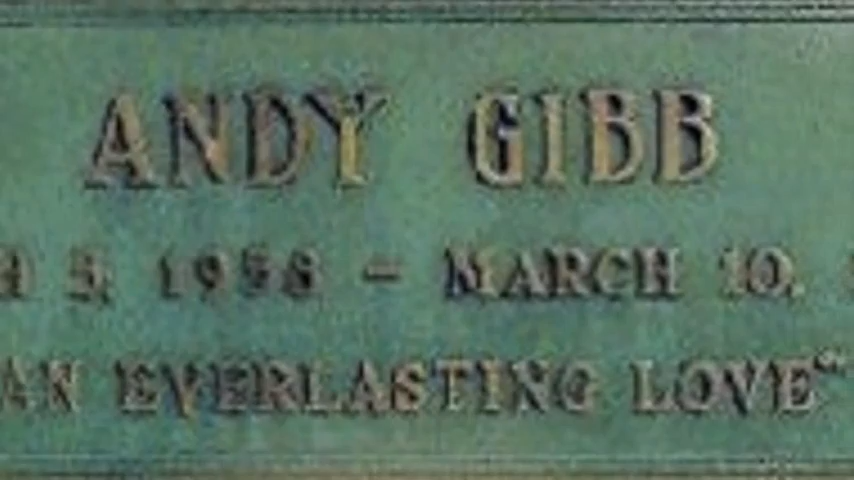 ANDY GIBB
H 5, 1958 - MARCH 10,
AN EVERLASTING LOVE"